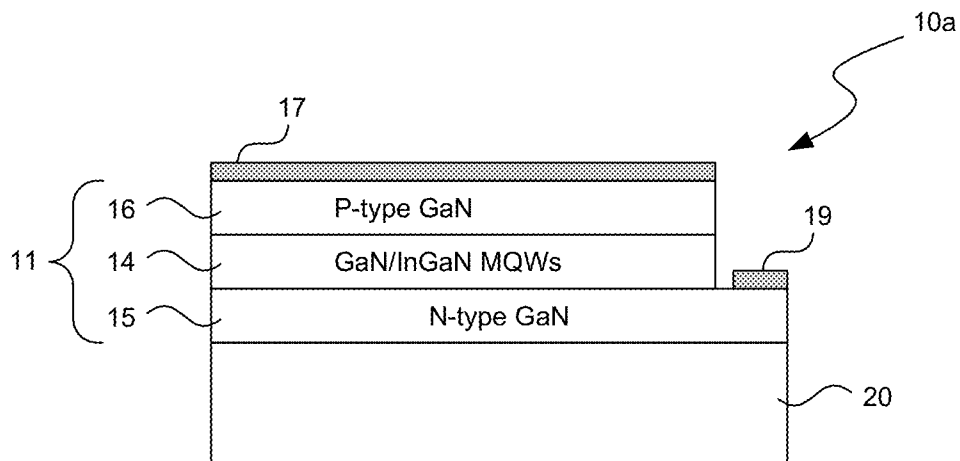 10a
17
16 P-type GaN
11 14 GaN/InGaN MQWs 19
15 N-type GaN
20